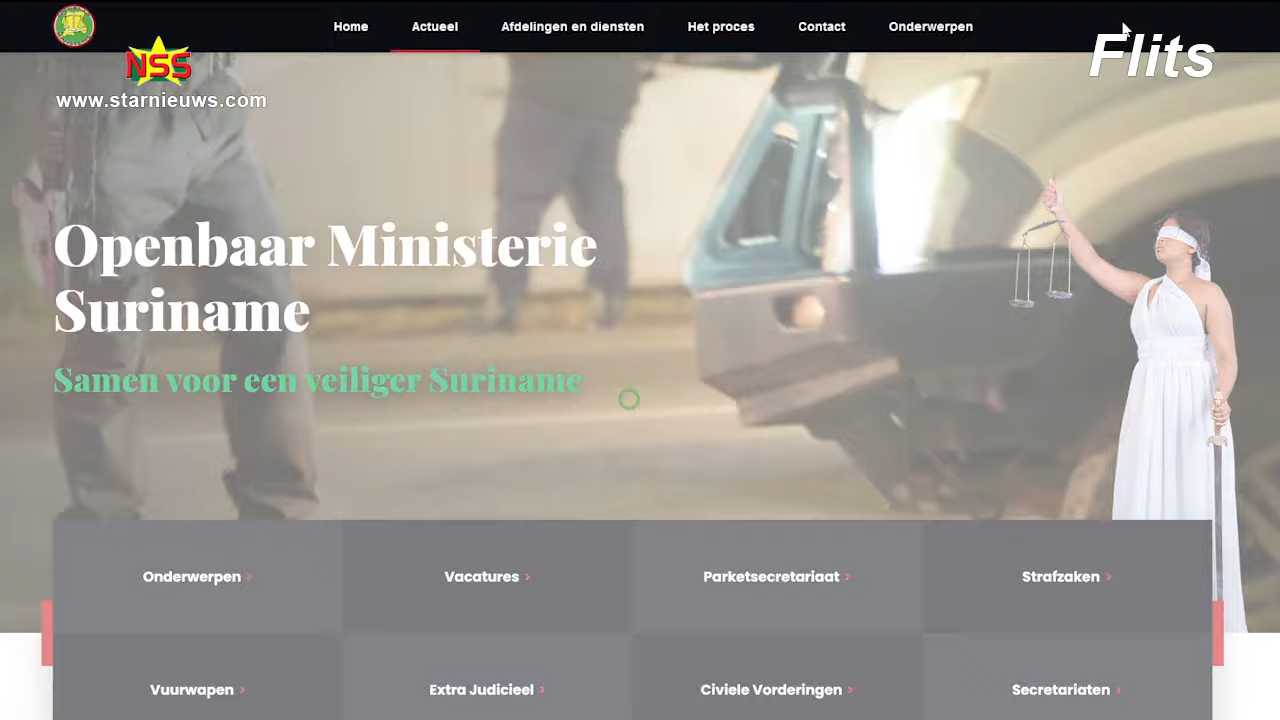 Home
Actueel
Afdelingen en diensten
Het proces
Contact
Onderwerpen
Flits
NSS
www.starnieuws.com
Openbaar Ministerie
Suriname
Samen voor een veiliger Suriname
Onderwerpen >
Vacatures >
Parketsecretariaat >
Strafzaken >
Vuurwapen >
Extra Judicieel >
Civiele Vorderingen >
Secretariaten >